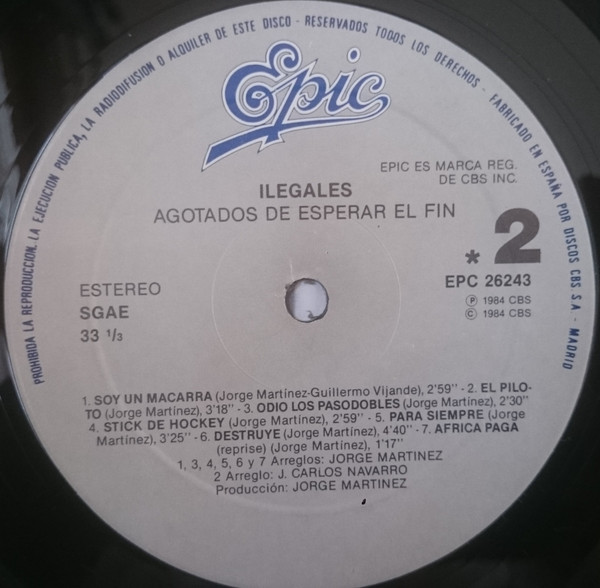 PROHIBIDA LA REPRODUCCION, LA EJECUCION PUBLICA, LA RADIODIFUSION O ALQUILER DE ESTE DISCO - RESERVADOS TODOS LOS DERECHOS - FABRICADO EN ESPAÑA POR DISCOS CBS S A - MADRID
Epic
EPIC ES MARCA REG.
DE CBS INC.
ILEGALES
AGOTADOS DE ESPERAR EL FIN
* 2
ESTEREO
EPC 26243
SGAE
Ⓟ 1984 CBS
© 1984 CBS
33 1/3
1. SOY UN MACARRA (Jorge Martínez-Guillermo Vijande), 2'59" - 2. EL PILO-
TO (Jorge Martínez), 3'18" - 3. ODIO LOS PASODOBLES (Jorge Martínez), 2'30"
4. STICK DE HOCKEY (Jorge Martínez), 2'59" - 5. PARA SIEMPRE (Jorge
Martínez), 3'25" - 6. DESTRUYE (Jorge Martínez), 4'40" - 7. AFRICA PAGA
(reprise) (Jorge Martínez), 1'17"
1, 3, 4, 5, 6 y 7 Arreglos: JORGE MARTINEZ
2 Arreglo: J. CARLOS NAVARRO
Producción: JORGE MARTINEZ